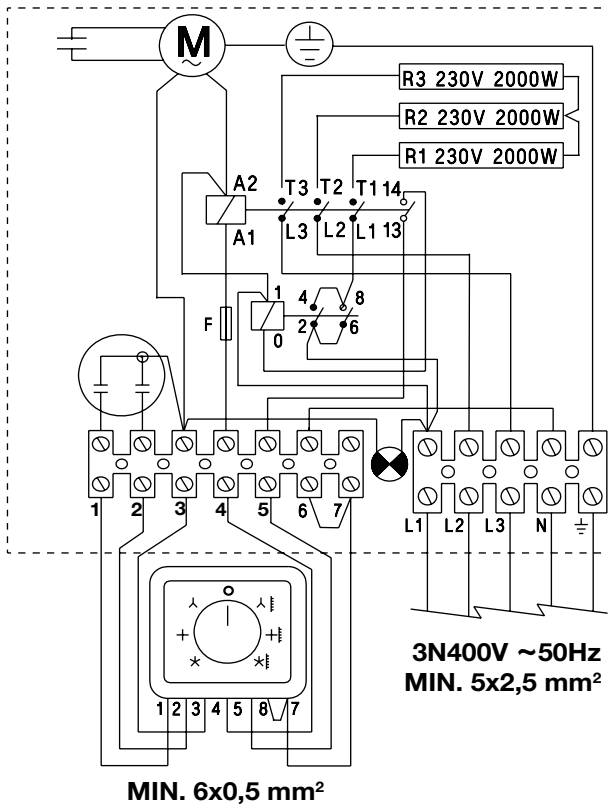 M
~
R3 230V 2000W
R2 230V 2000W
R1 230V 2000W
A2 T3 T2 T1 14
A1 L3 L2 L1 13
1 4 8
F
0 2 6
1 2 3 4 5 6 7
L1 L2 L3 N
3N400V ~50Hz
MIN. 5x2,5 mm²
1 2 3 4 5 8 7
MIN. 6x0,5 mm²